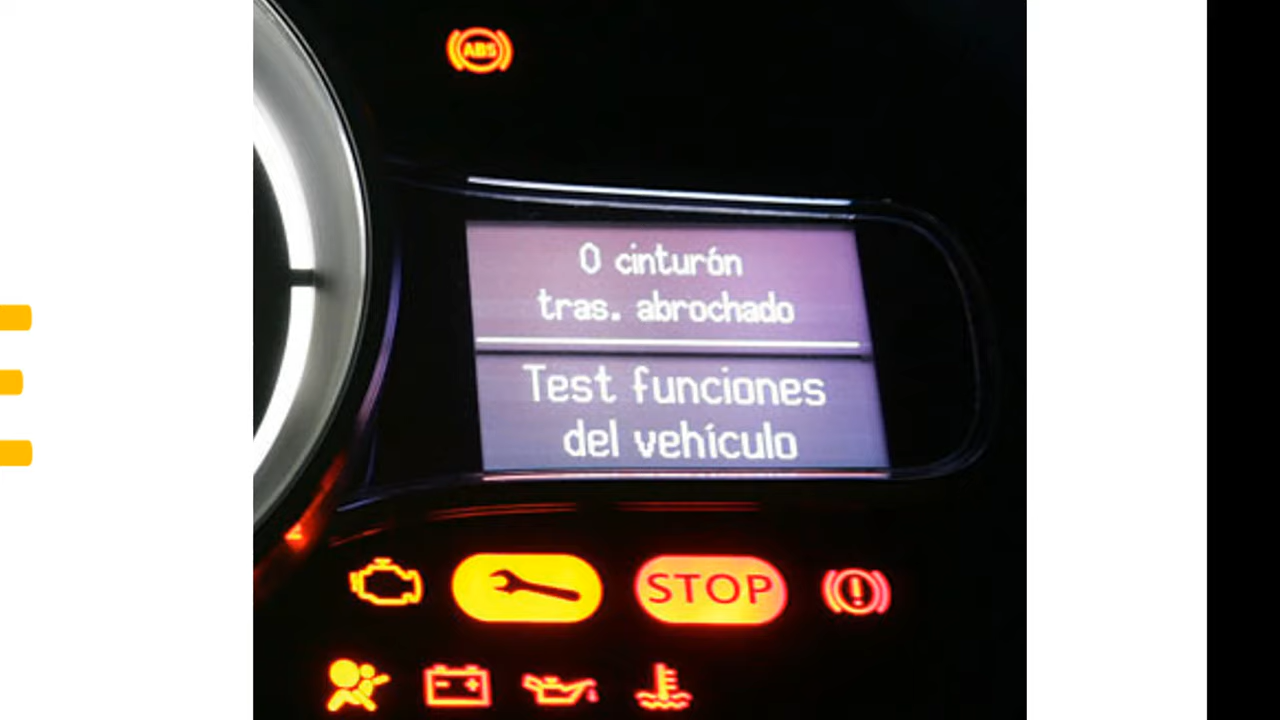 ABS
0 cinturón
tras. abrochado
Test funciones
del vehículo
STOP